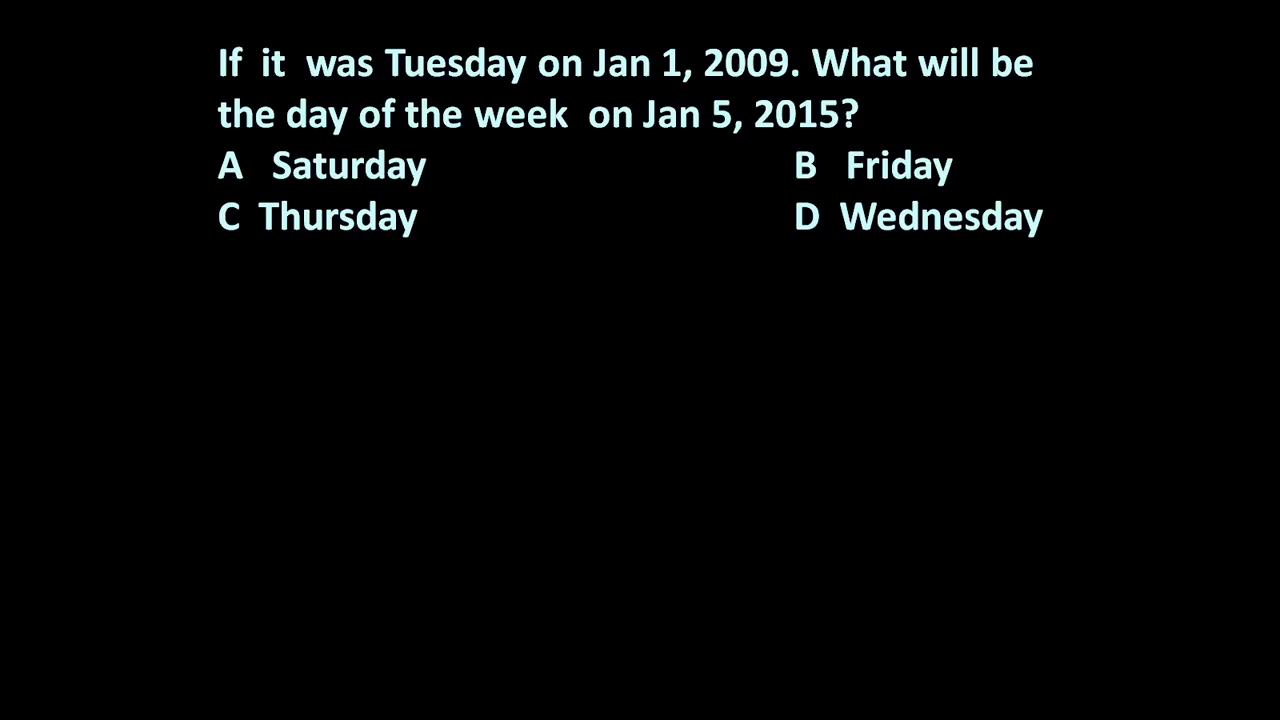 If it was Tuesday on Jan 1, 2009. What will be
the day of the week on Jan 5, 2015?
A Saturday B Friday
C Thursday D Wednesday